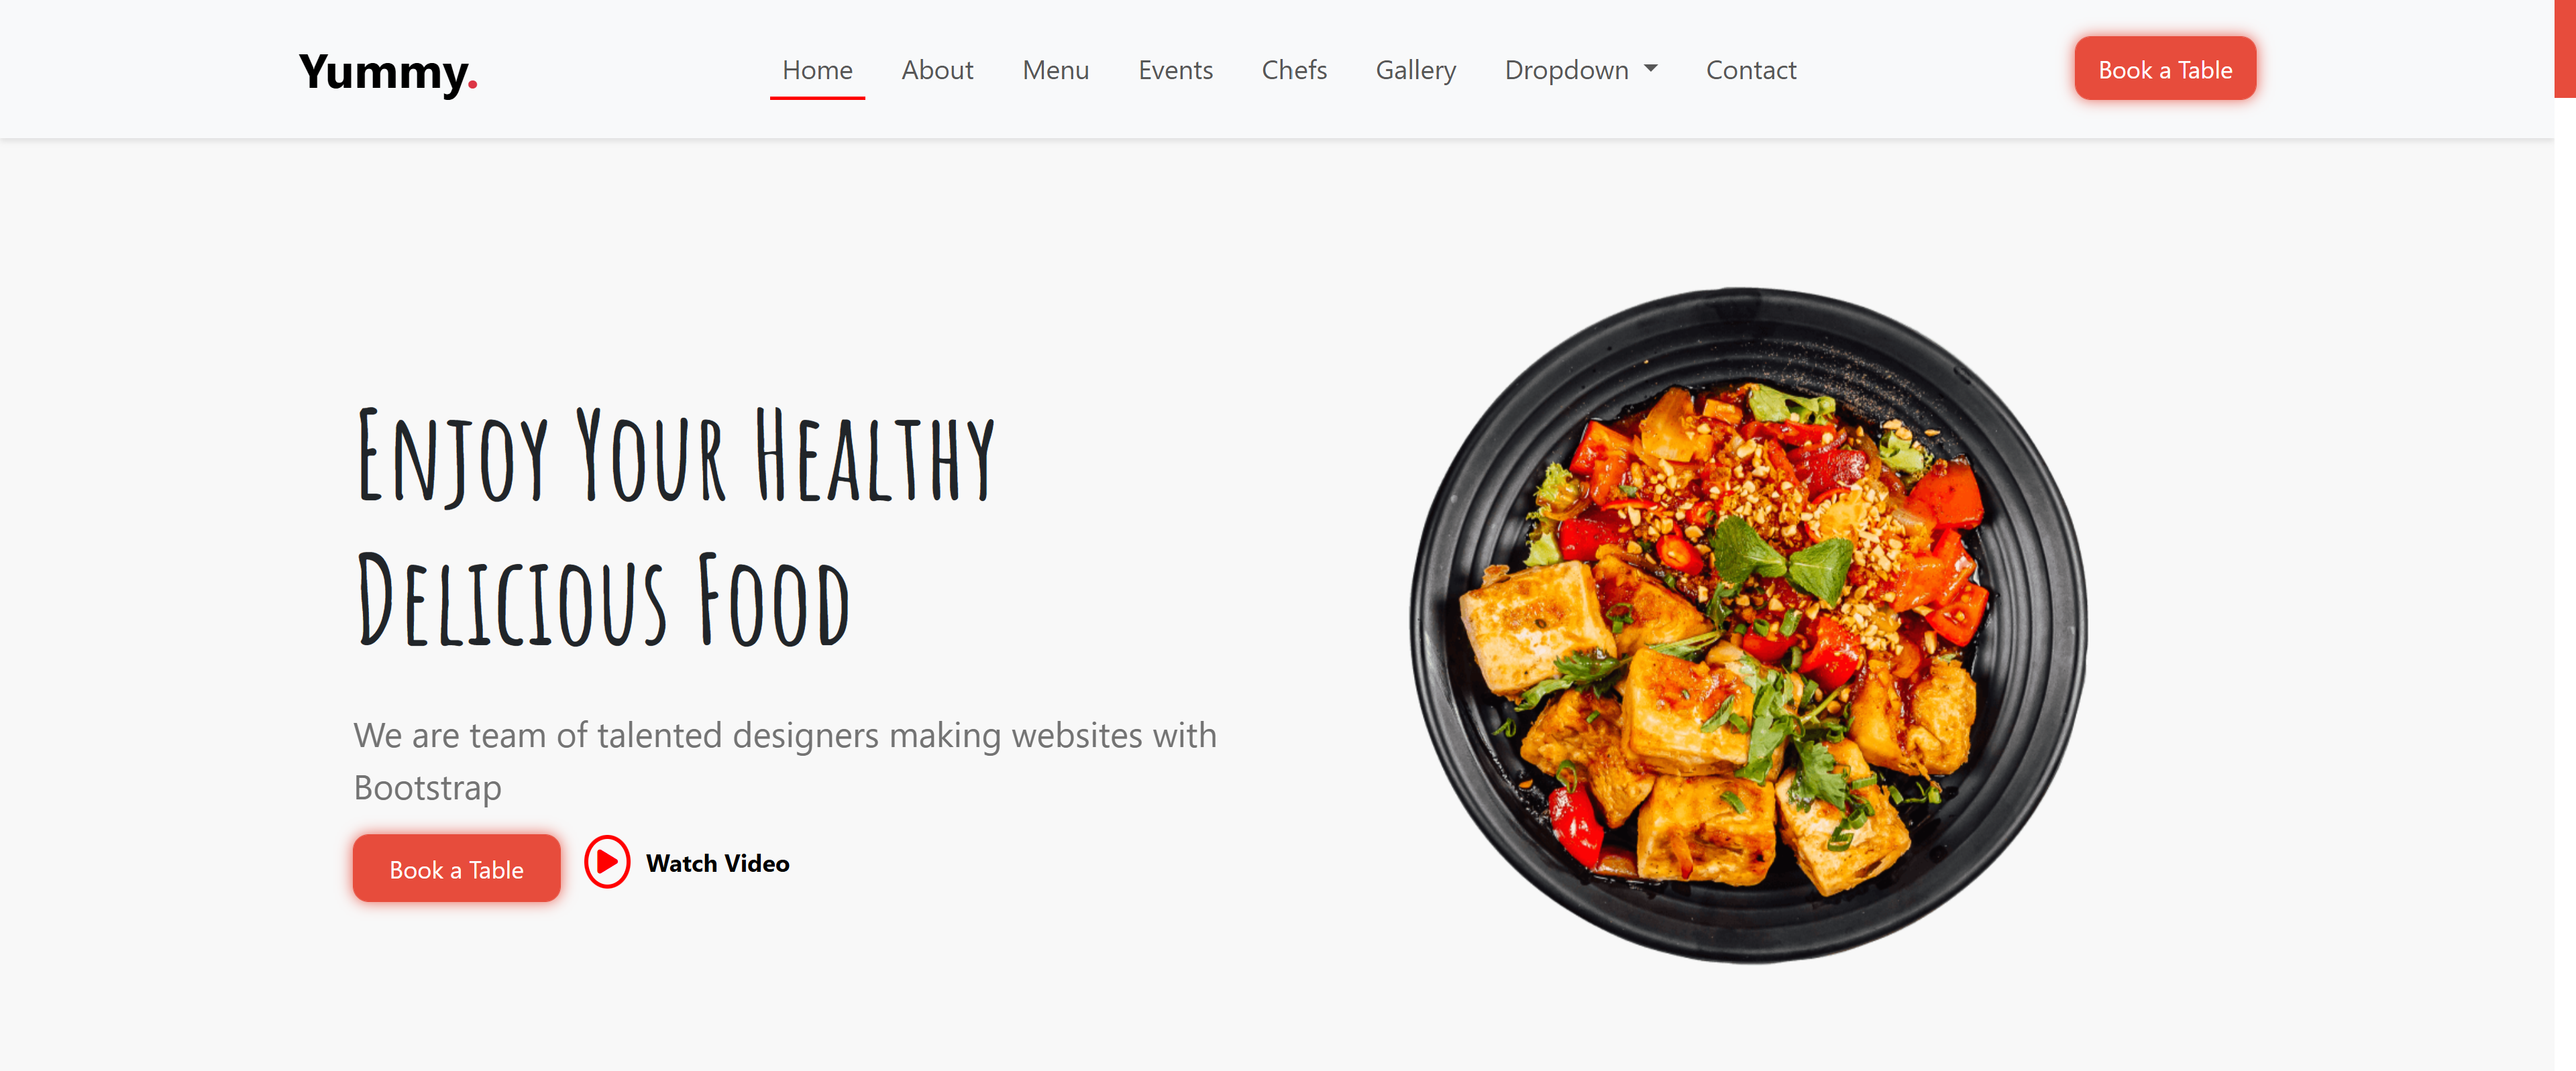 Yummy.
Home
About
Menu
Events
Chefs
Gallery
Dropdown
Contact
Book a Table
Enjoy Your Healthy
Delicious Food
We are team of talented designers making websites with
Bootstrap
Book a Table
Watch Video